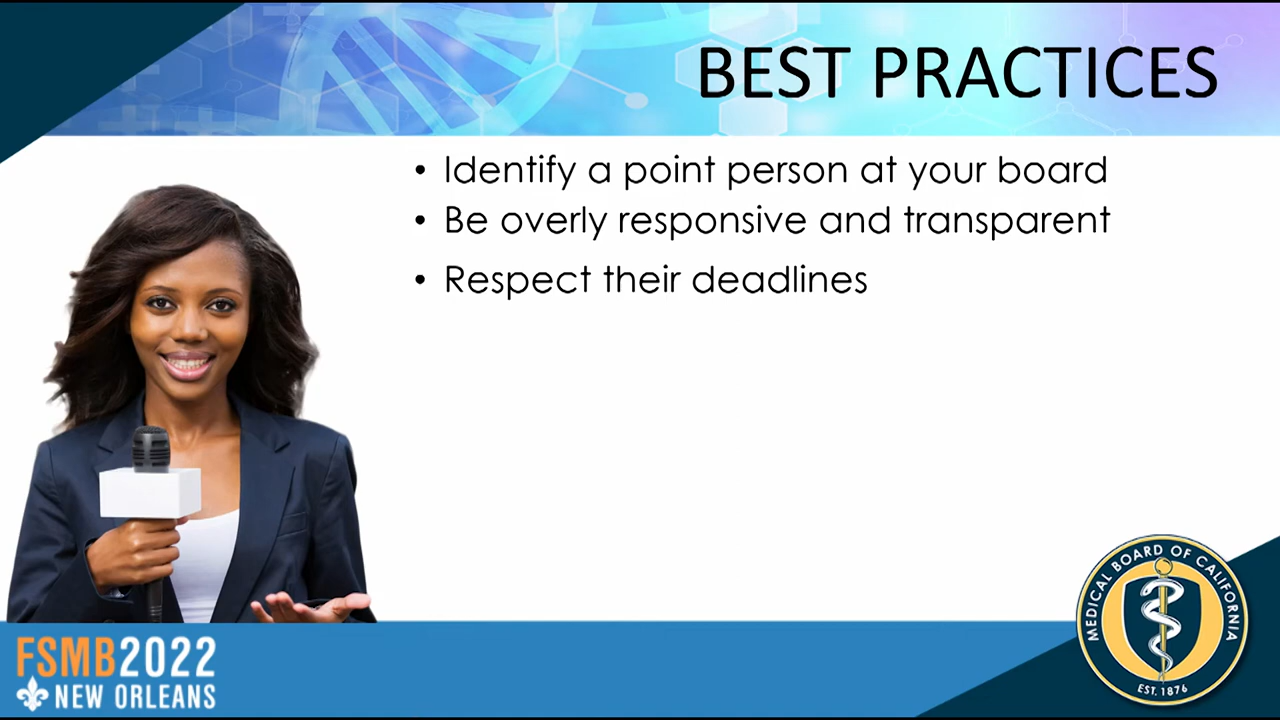 BEST PRACTICES
• Identify a point person at your board
• Be overly responsive and transparent
• Respect their deadlines
FSMB2022
NEW ORLEANS
MEDICAL BOARD OF CALIFORNIA
EST. 1876